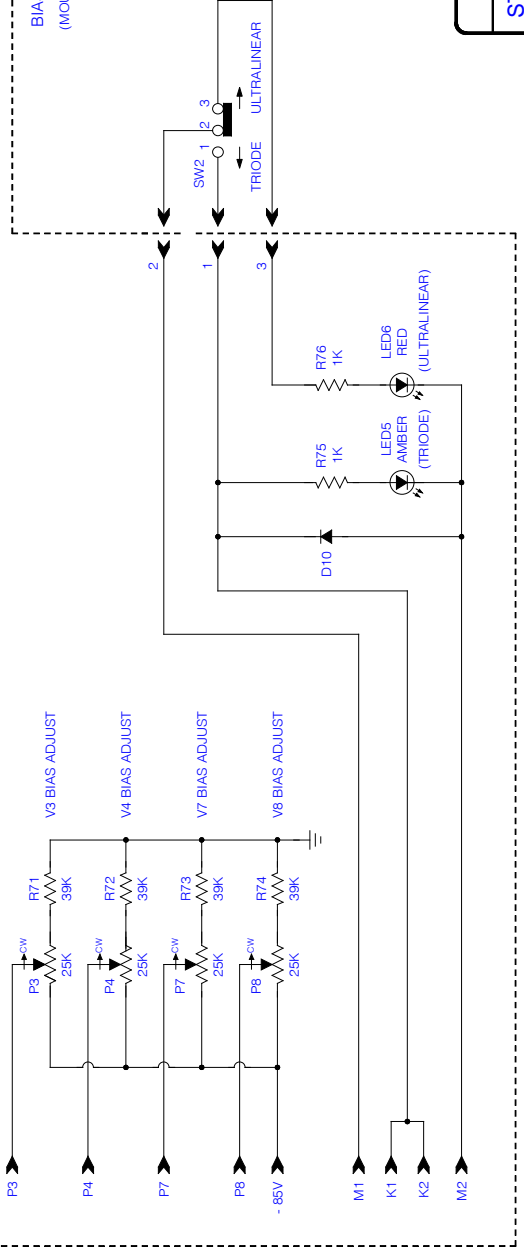 BIA
(MOU
ST
SW2
1
2
3
TRIODE
ULTRALINEAR
2
1
3
R76
1K
LED6
RED
(ULTRALINEAR)
R75
1K
LED5
AMBER
(TRIODE)
D10
V3 BIAS ADJUST
V4 BIAS ADJUST
V7 BIAS ADJUST
V8 BIAS ADJUST
R71
39K
R72
39K
R73
39K
R74
39K
P3
CW
25K
P4
CW
25K
P7
CW
25K
P8
CW
25K
P3
P4
P7
P8
- 85V
M1
K1
K2
M2